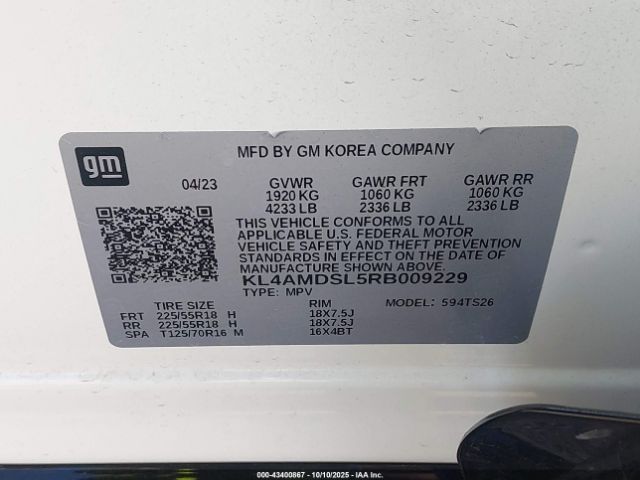 gm
MFD BY GM KOREA COMPANY
04/23 GVWR GAWR FRT GAWR RR
1920 KG 1060 KG 1060 KG
4233 LB 2336 LB 2336 LB
THIS VEHICLE CONFORMS TO ALL
APPLICABLE U.S. FEDERAL MOTOR
VEHICLE SAFETY AND THEFT PREVENTION
STANDARDS IN EFFECT ON THE DATE OF
MANUFACTURE SHOWN ABOVE.
KL4AMDSL5RB009229
TYPE: MPV MODEL: 594TS26
TIRE SIZE RIM
FRT 225/55R18 H 18X7.5J
RR 225/55R18 H 18X7.5J
SPA T125/70R16 M 16X4BT
000-43400867 - 10/10/2025 - IAA Inc.